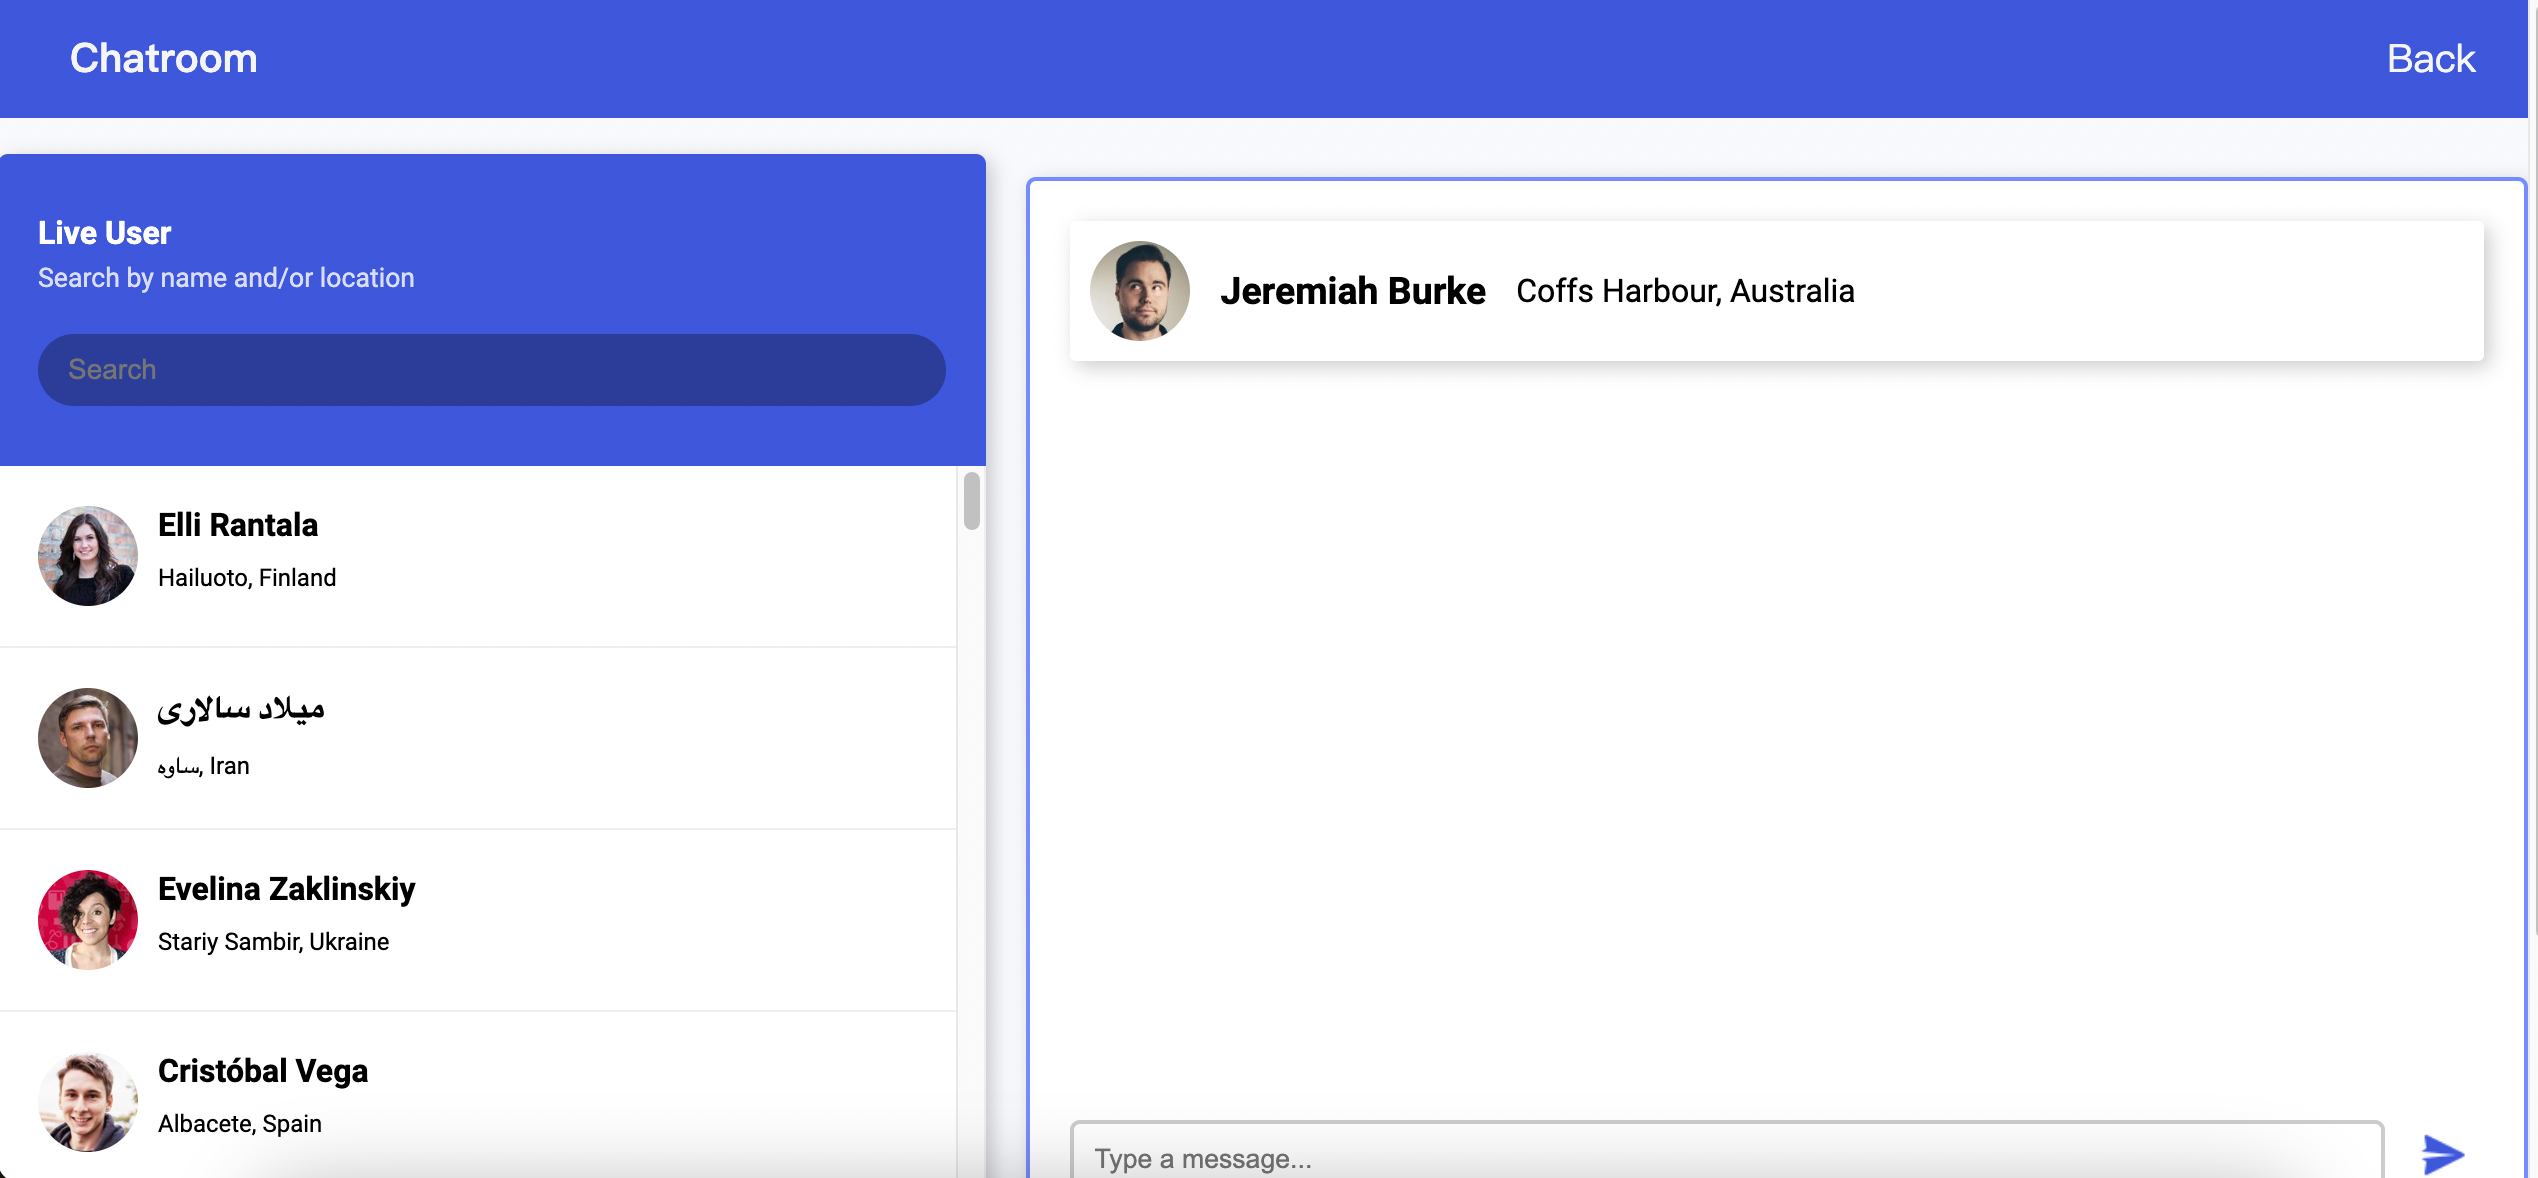 Chatroom
Back
Live User
Search by name and/or location
Search
Elli Rantala
Hailuoto, Finland
میلاد سالاری
ساوه, Iran
Evelina Zaklinskiy
Stariy Sambir, Ukraine
Cristóbal Vega
Albacete, Spain
Jeremiah Burke Coffs Harbour, Australia
Type a message...